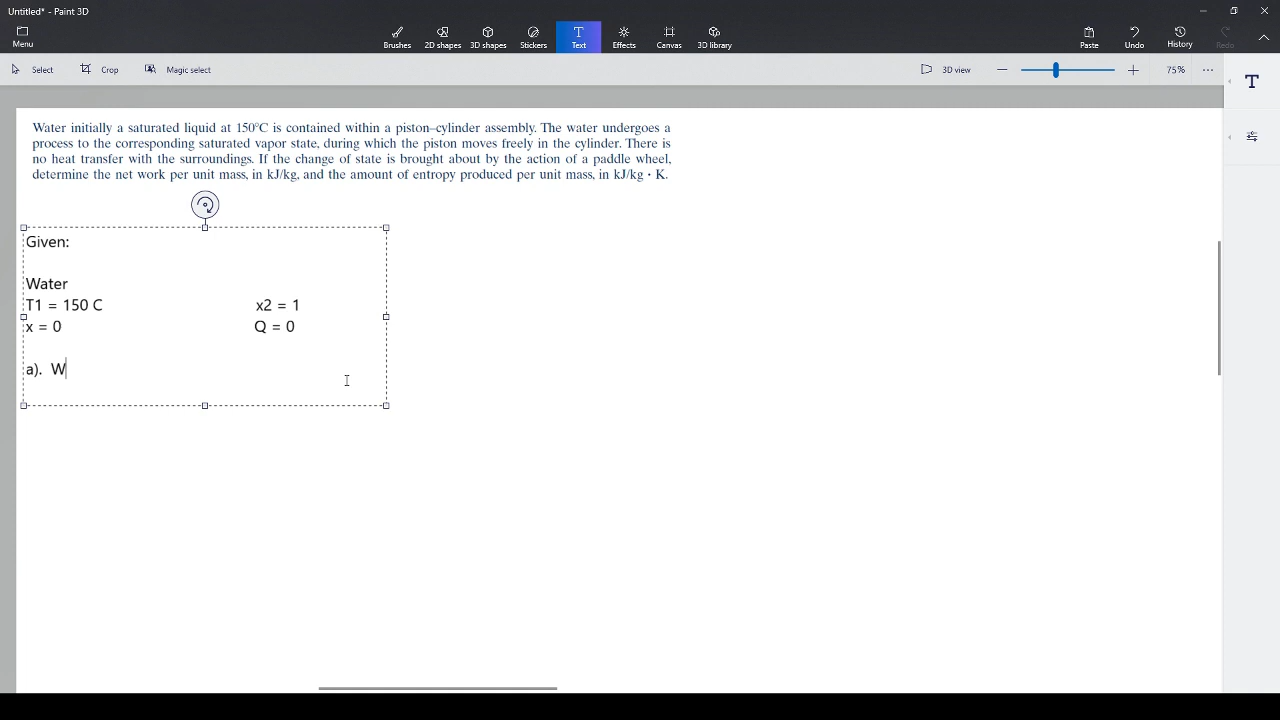 Untitled* - Paint 3D
Menu
Brushes
2D shapes
3D shapes
Stickers
Text
Effects
Canvas
3D library
Paste
Undo
History
Redo
Select
Crop
Magic select
3D view
75%
T
Water initially a saturated liquid at 150°C is contained within a piston–cylinder assembly. The water undergoes a
process to the corresponding saturated vapor state, during which the piston moves freely in the cylinder. There is
no heat transfer with the surroundings. If the change of state is brought about by the action of a paddle wheel,
determine the net work per unit mass, in kJ/kg, and the amount of entropy produced per unit mass, in kJ/kg · K.
Given:
Water
T1 = 150 C x2 = 1
x = 0 Q = 0
a). W